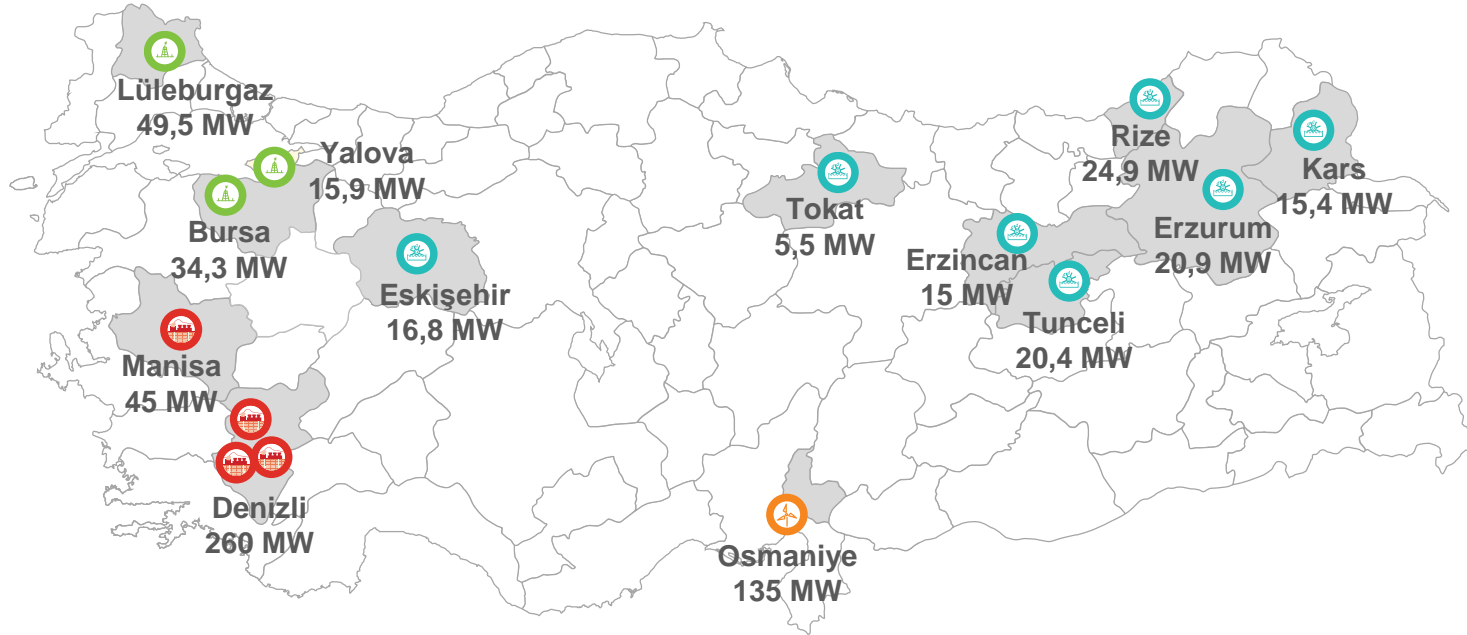 Lüleburgaz
49,5 MW
Yalova
15,9 MW
Bursa
34,3 MW
Eskişehir
16,8 MW
Manisa
45 MW
Denizli
260 MW
Tokat
5,5 MW
Osmaniye
135 MW
Rize
24,9 MW
Kars
15,4 MW
Erzurum
20,9 MW
Erzincan
15 MW
Tunceli
20,4 MW